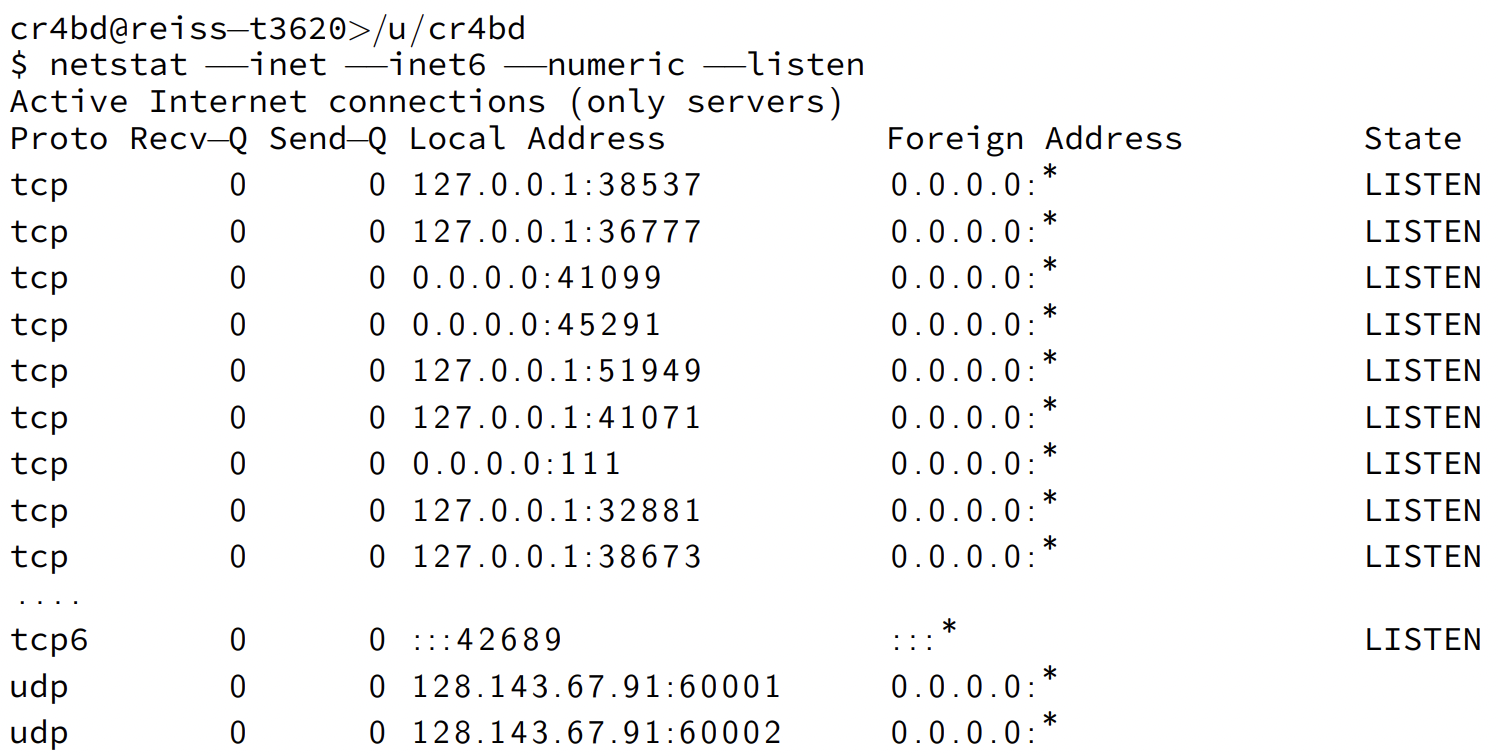 cr4bd@reiss-t3620>/u/cr4bd
$ netstat --inet --inet6 --numeric --listen
Active Internet connections (only servers)
Proto Recv-Q Send-Q Local Address           Foreign Address         State
tcp        0      0 127.0.0.1:38537         0.0.0.0:*               LISTEN
tcp        0      0 127.0.0.1:36777         0.0.0.0:*               LISTEN
tcp        0      0 0.0.0.0:41099           0.0.0.0:*               LISTEN
tcp        0      0 0.0.0.0:45291           0.0.0.0:*               LISTEN
tcp        0      0 127.0.0.1:51949         0.0.0.0:*               LISTEN
tcp        0      0 127.0.0.1:41071         0.0.0.0:*               LISTEN
tcp        0      0 0.0.0.0:111             0.0.0.0:*               LISTEN
tcp        0      0 127.0.0.1:32881         0.0.0.0:*               LISTEN
tcp        0      0 127.0.0.1:38673         0.0.0.0:*               LISTEN
....
tcp6       0      0 :::42689                :::*                    LISTEN
udp        0      0 128.143.67.91:60001     0.0.0.0:*
udp        0      0 128.143.67.91:60002     0.0.0.0:*